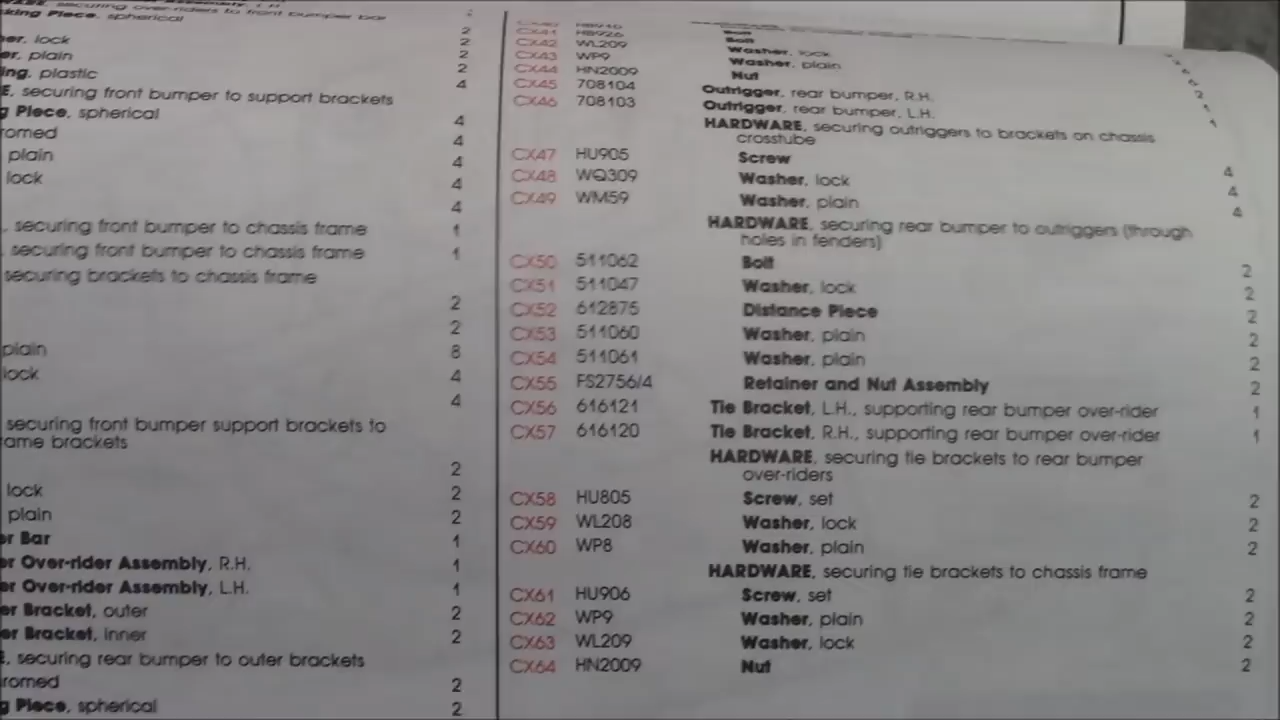 securing over-riders to front bumper bar
king Piece, spherical
er, lock 2
er, plain 2
ing, plastic 2
4
E, securing front bumper to support brackets
g Piece, spherical 4
romed 4
plain 4
lock 4
4
, securing front bumper to chassis frame 1
, securing front bumper to chassis frame 1
securing brackets to chassis frame
2
2
plain 8
lock 4
4
securing front bumper support brackets to
ame brackets
2
lock 2
plain 2
er Bar 1
er Over-rider Assembly, R.H. 1
er Over-rider Assembly, L.H. 1
er Bracket, outer 2
er Bracket, inner 2
E, securing rear bumper to outer brackets
romed 2
g Piece, spherical 2
CX41 HB926 Bolt
CX42 WL209 Washer, lock
CX43 WP9 Washer, plain
CX44 HN2009 Nut
CX45 708104 Outrigger, rear bumper, R.H.
CX46 708103 Outrigger, rear bumper, L.H.
HARDWARE, securing outriggers to brackets on chassis
crosstube
CX47 HU905 Screw 4
CX48 WQ309 Washer, lock 4
CX49 WM59 Washer, plain 4
HARDWARE, securing rear bumper to outriggers (through
holes in fenders)
CX50 511062 Bolt 2
CX51 511047 Washer, lock 2
CX52 612875 Distance Piece 2
CX53 511060 Washer, plain 2
CX54 511061 Washer, plain 2
CX55 FS2756/4 Retainer and Nut Assembly 2
CX56 616121 Tie Bracket, L.H., supporting rear bumper over-rider 1
CX57 616120 Tie Bracket, R.H., supporting rear bumper over-rider 1
HARDWARE, securing tie brackets to rear bumper
over-riders
CX58 HU805 Screw, set 2
CX59 WL208 Washer, lock 2
CX60 WP8 Washer, plain 2
HARDWARE, securing tie brackets to chassis frame
CX61 HU906 Screw, set 2
CX62 WP9 Washer, plain 2
CX63 WL209 Washer, lock 2
CX64 HN2009 Nut 2